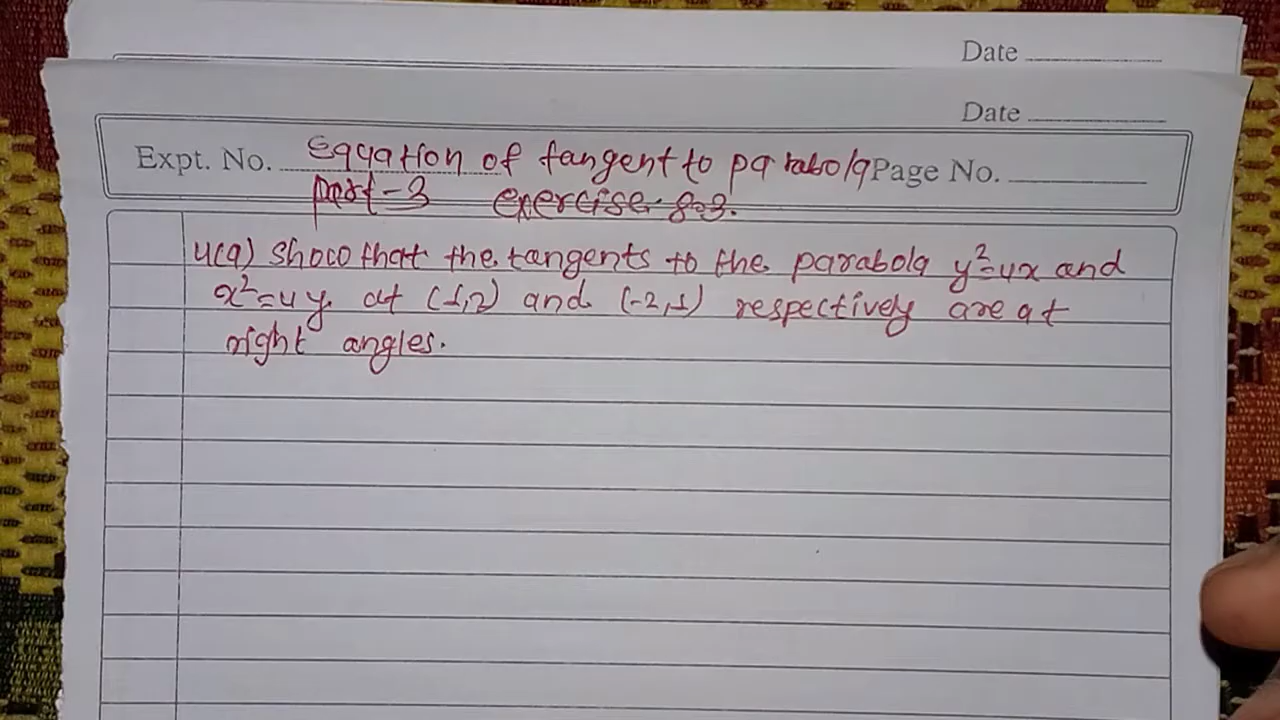 Date
Date
Expt. No. Equation of tangent to parabola Page No.
part-3 exercise 8.3.
4(a) show that the tangents to the parabola y²=4x and
x²=4y. at (1,2) and (-2,1) respectively are at
right angles.